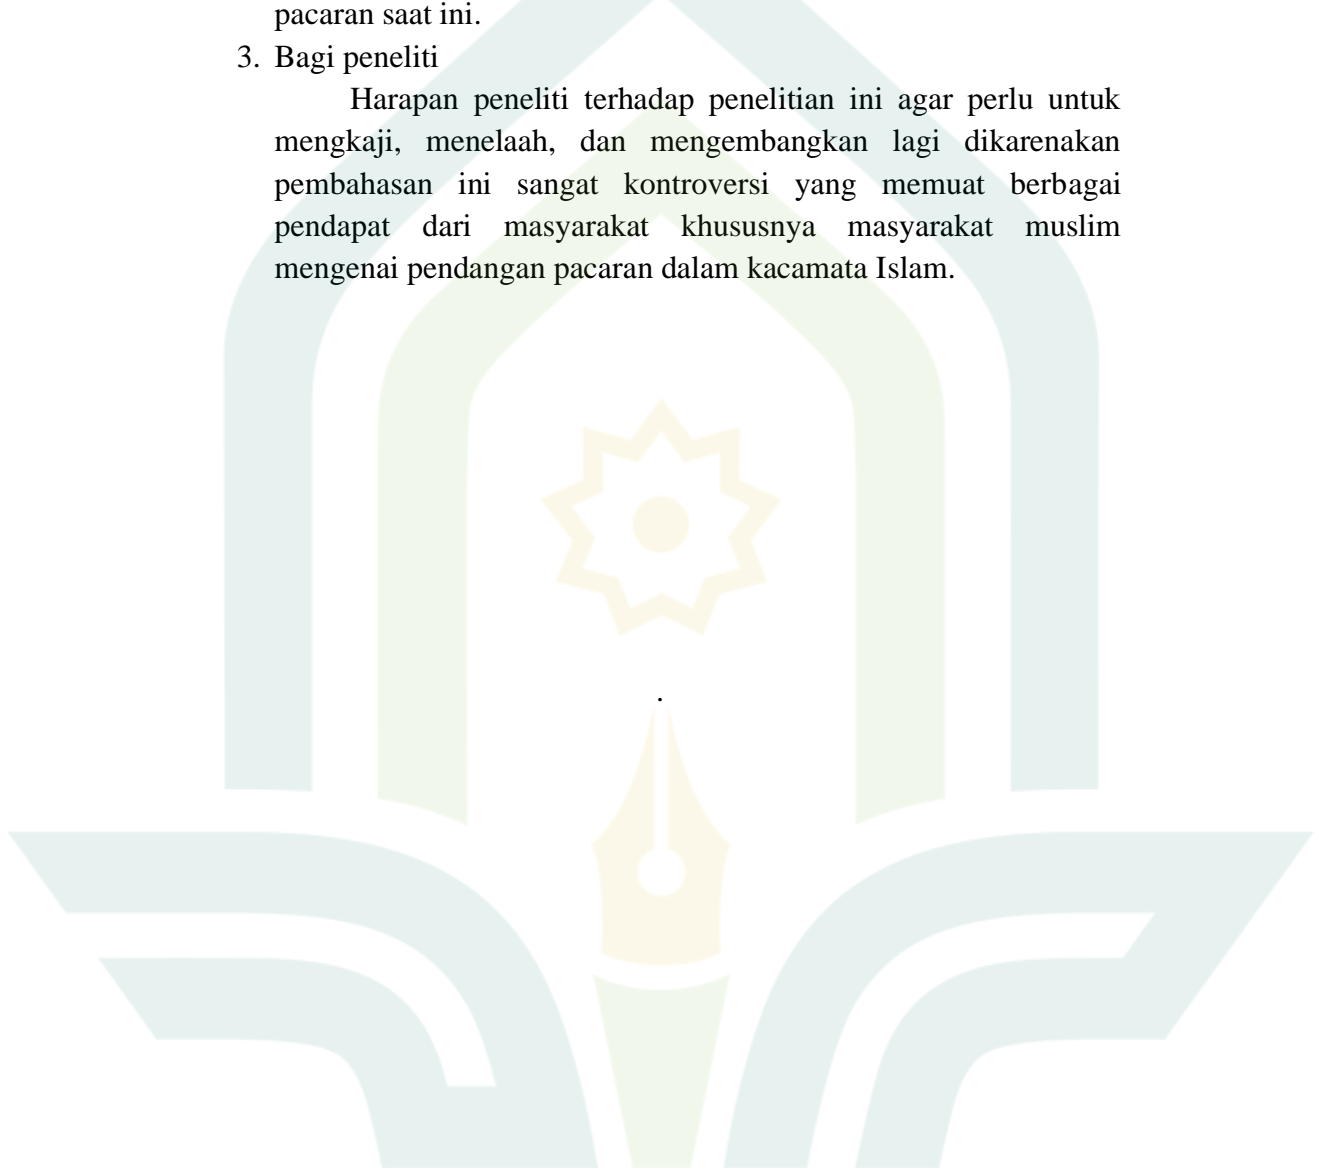 pacaran saat ini.
3. Bagi peneliti
Harapan peneliti terhadap penelitian ini agar perlu untuk
mengkaji, menelaah, dan mengembangkan lagi dikarenakan
pembahasan ini sangat kontroversi yang memuat berbagai
pendapat dari masyarakat khususnya masyarakat muslim
mengenai pendangan pacaran dalam kacamata Islam.
.